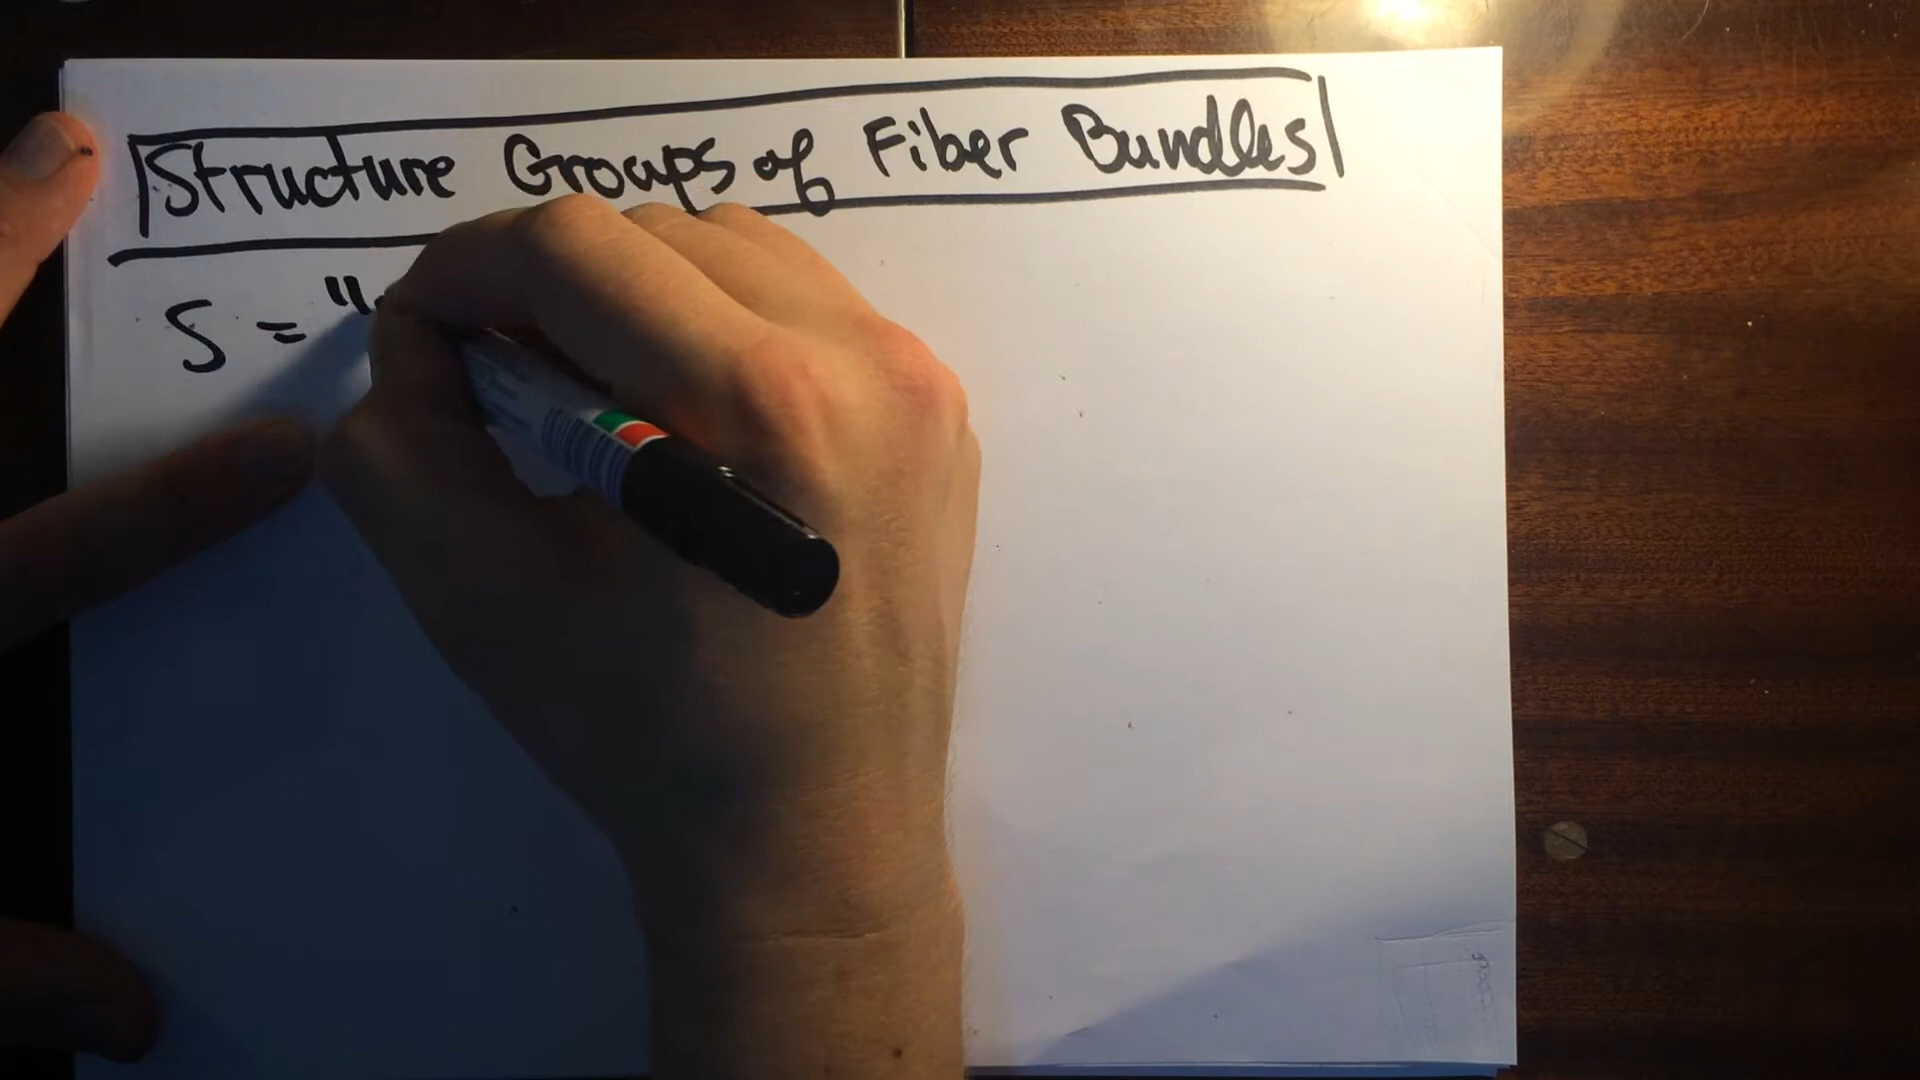 Structure Groups of Fiber Bundles
S = "